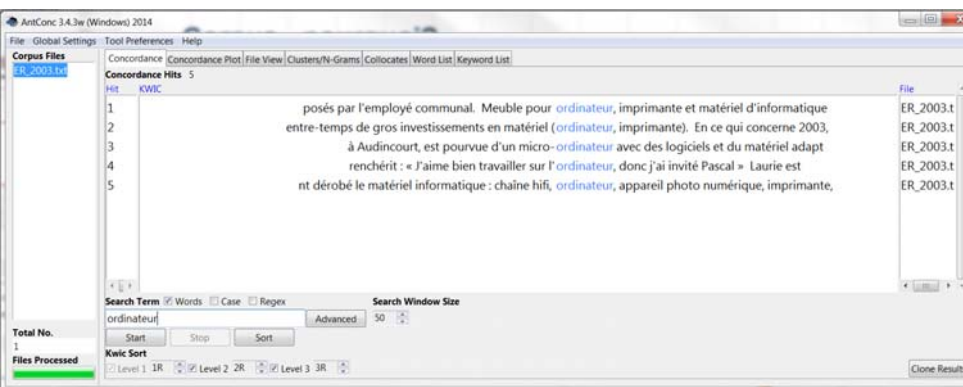 AntConc 3.4.3w (Windows) 2014
File Global Settings Tool Preferences Help
Corpus Files
ER_2003.txt
Concordance Concordance Plot File View Clusters/N-Grams Collocates Word List Keyword List
Concordance Hits 5
Hit KWIC File
1 posés par l'employé communal. Meuble pour ordinateur, imprimante et matériel d'informatique ER_2003.t
2 entre-temps de gros investissements en matériel (ordinateur, imprimante). En ce qui concerne 2003, ER_2003.t
3 à Audincourt, est pourvue d'un micro-ordinateur avec des logiciels et du matériel adapt ER_2003.t
4 renchérit : « J'aime bien travailler sur l'ordinateur, donc j'ai invité Pascal » Laurie est ER_2003.t
5 nt dérobé le matériel informatique : chaîne hifi, ordinateur, appareil photo numérique, imprimante, ER_2003.t
Search Term Words Case Regex Search Window Size
ordinateur Advanced 50
Total No.
1
Files Processed
Start Stop Sort
Kwic Sort
Level 1 1R Level 2 2R Level 3 3R
Clone Result